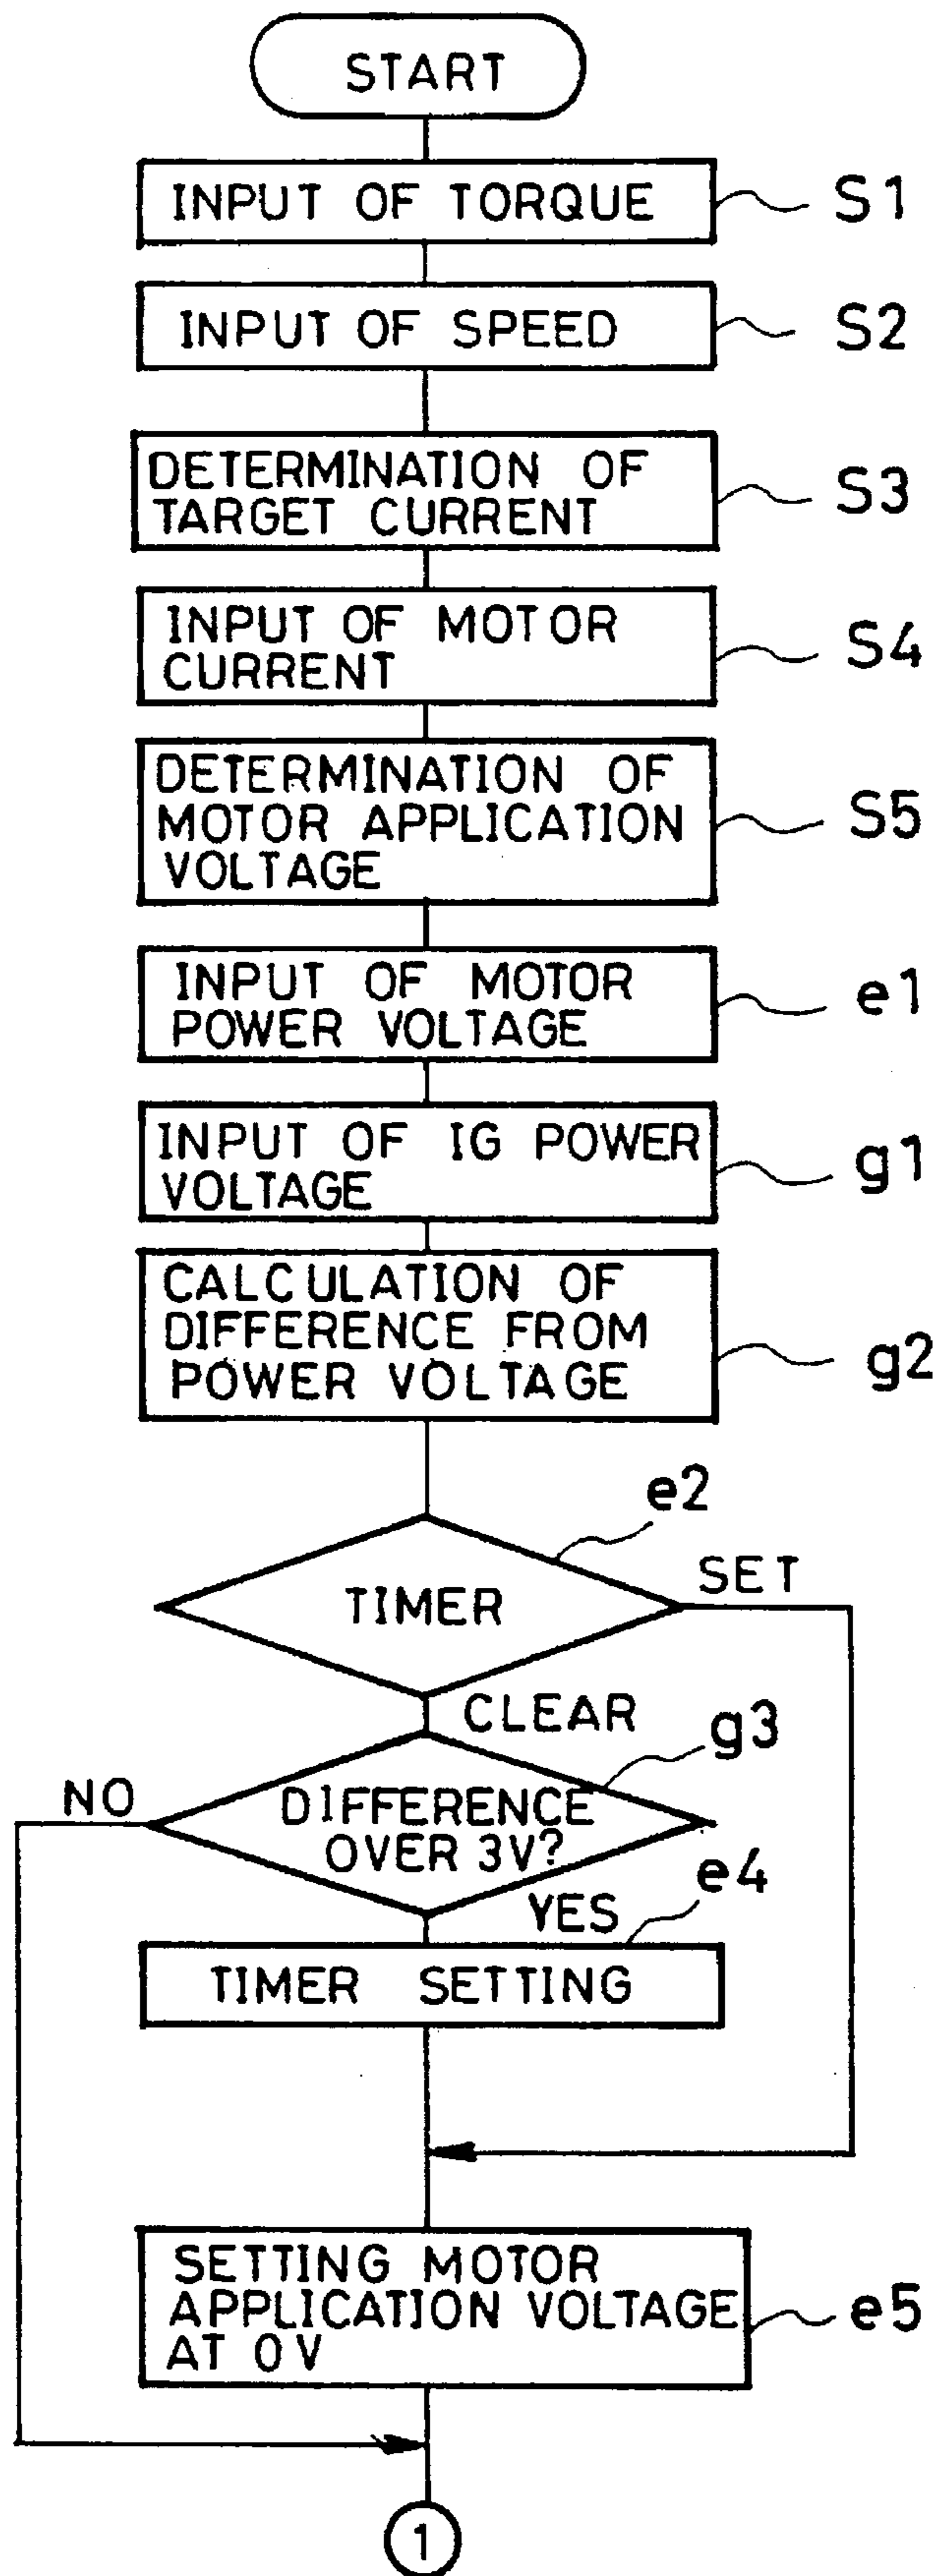 START
INPUT OF TORQUE
S1
INPUT OF SPEED
S2
DETERMINATION OF
TARGET CURRENT
S3
INPUT OF MOTOR
CURRENT
S4
DETERMINATION OF
MOTOR APPLICATION
VOLTAGE
S5
INPUT OF MOTOR
POWER VOLTAGE
e1
INPUT OF IG POWER
VOLTAGE
g1
CALCULATION OF
DIFFERENCE FROM
POWER VOLTAGE
g2
e2
TIMER
SET
CLEAR
g3
NO
DIFFERENCE
OVER 3V?
YES
e4
TIMER SETTING
SETTING MOTOR
APPLICATION VOLTAGE
AT 0V
e5
1